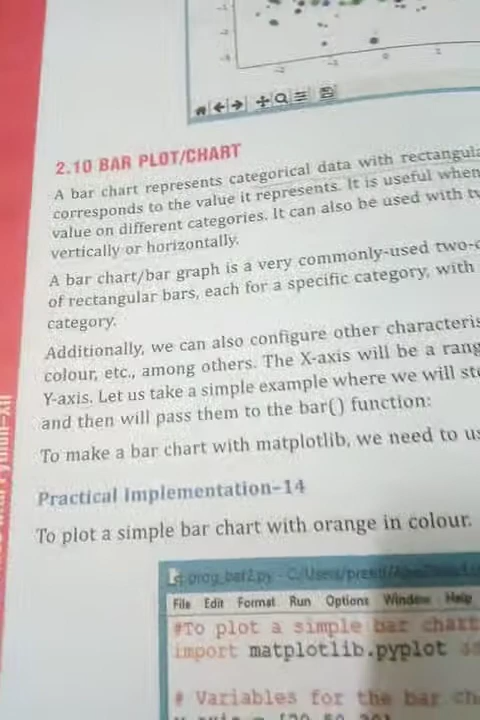 2.10 BAR PLOT/CHART
A bar chart represents categorical data with
corresponds to the value it represents. It is useful when
value on different categories. It can also be used with
vertically or horizontally.
A bar chart/bar graph is a very commonly-used
of rectangular bars, each for a specific category, with
category.
Additionally, we can also configure other
colour, etc., among others. The X-axis will be a
Y-axis. Let us take a simple example where we will
and then will pass them to the bar() function:
To make a bar chart with matplotlib, we need to
Practical Implementation-14
To plot a simple bar chart with orange in colour.
prog_bar2.py - C:/Users/preeti/
File Edit Format Run Options Window Help
#To plot a simple bar chart
import matplotlib.pyplot
# Variables for the bar